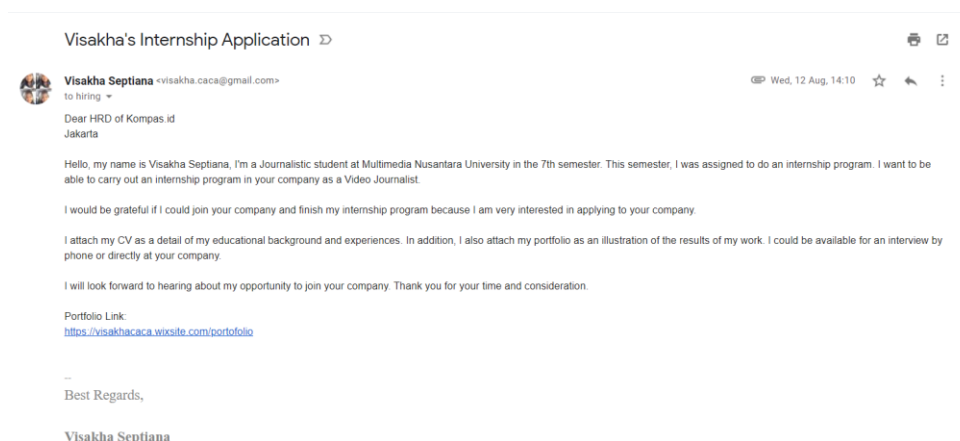 Visakha's Internship Application
Visakha Septiana <visakha.caca@gmail.com>
Wed, 12 Aug, 14:10
to hiring
Dear HRD of Kompas.id
Jakarta
Hello, my name is Visakha Septiana, I'm a Journalistic student at Multimedia Nusantara University in the 7th semester. This semester, I was assigned to do an internship program. I want to be
able to carry out an internship program in your company as a Video Journalist.
I would be grateful if I could join your company and finish my internship program because I am very interested in applying to your company.
I attach my CV as a detail of my educational background and experiences. In addition, I also attach my portfolio as an illustration of the results of my work. I could be available for an interview by
phone or directly at your company.
I will look forward to hearing about my opportunity to join your company. Thank you for your time and consideration.
Portfolio Link:
https://visakhacaca.wixsite.com/portofolio
--
Best Regards,
Visakha Septiana